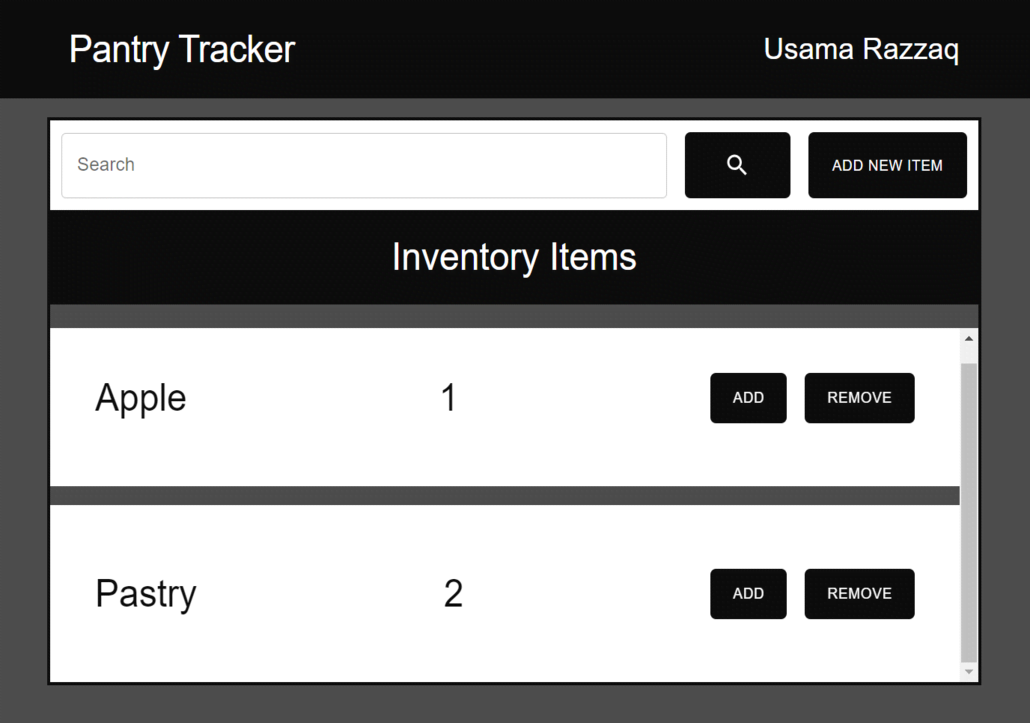 Pantry Tracker Usama Razzaq
Search ADD NEW ITEM
Inventory Items
Apple 1 ADD REMOVE
Pastry 2 ADD REMOVE